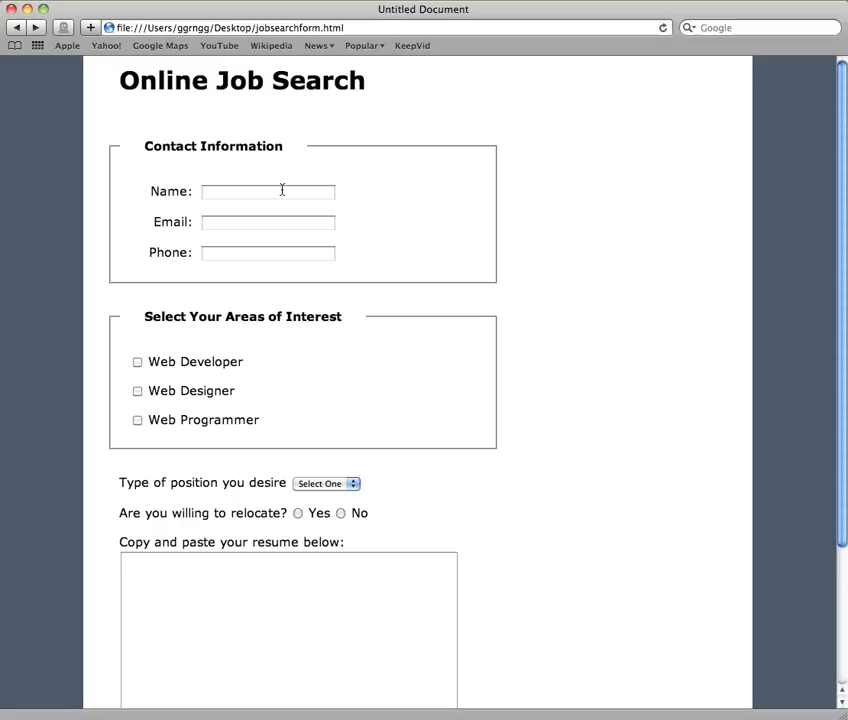 Untitled Document
file:///Users/ggrngg/Desktop/jobsearchform.html
Google
Apple Yahoo! Google Maps YouTube Wikipedia News▾ Popular▾ KeepVid
Online Job Search
Contact Information
Name:
Email:
Phone:
Select Your Areas of Interest
Web Developer
Web Designer
Web Programmer
Type of position you desire Select One
Are you willing to relocate? Yes No
Copy and paste your resume below: